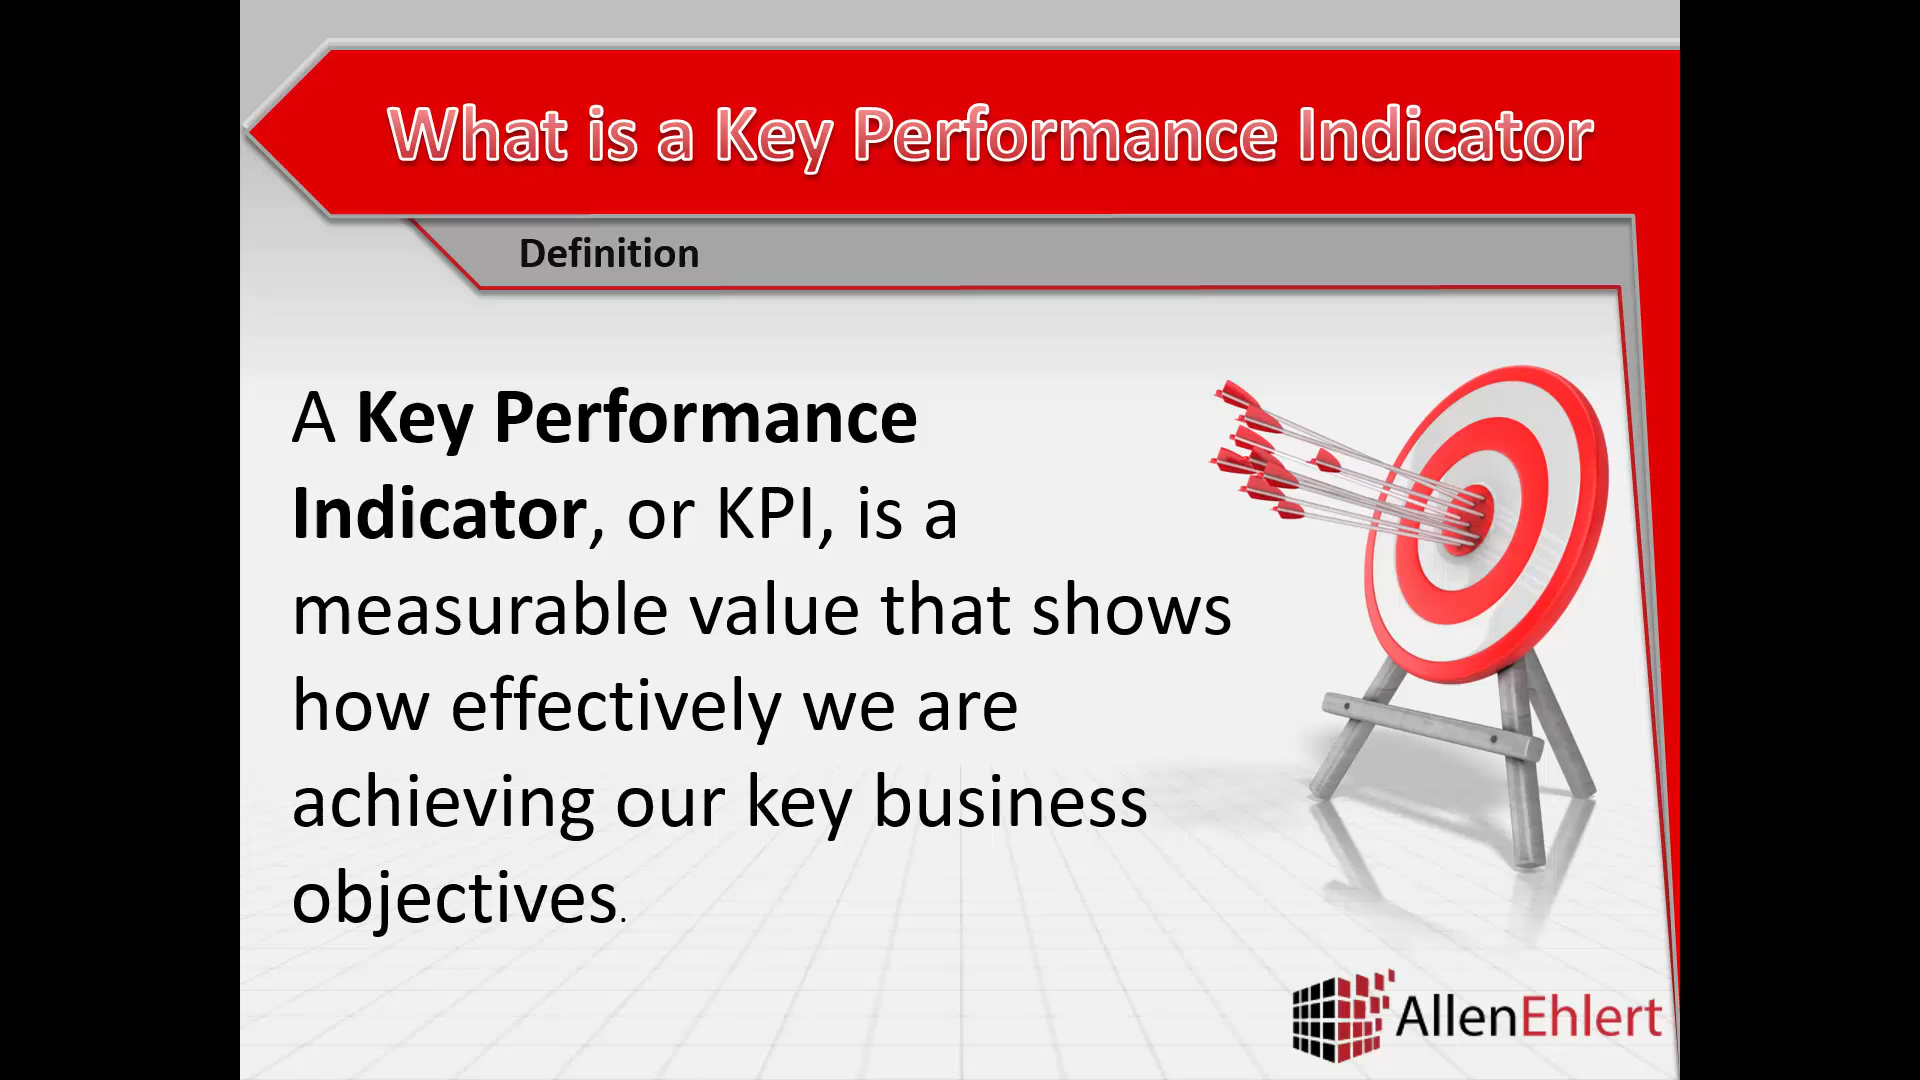 What is a Key Performance Indicator
Definition
A Key Performance
Indicator, or KPI, is a
measurable value that shows
how effectively we are
achieving our key business
objectives.
AllenEhlert